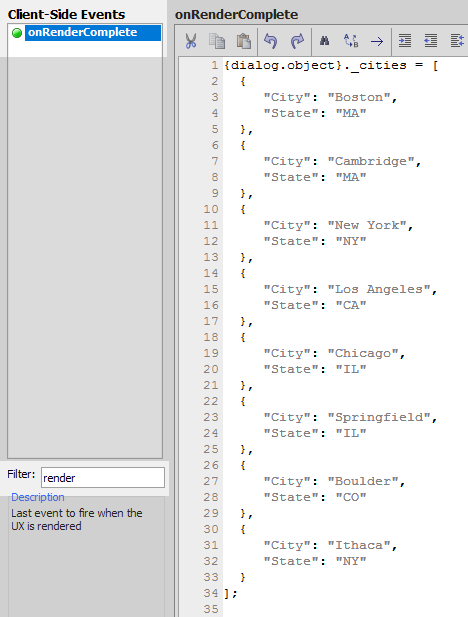 Client-Side Events
onRenderComplete
Filter: render
Description
Last event to fire when the
UX is rendered
onRenderComplete
1 {dialog.object}._cities = [
2 {
3 "City": "Boston",
4 "State": "MA"
5 },
6 {
7 "City": "Cambridge",
8 "State": "MA"
9 },
10 {
11 "City": "New York",
12 "State": "NY"
13 },
14 {
15 "City": "Los Angeles",
16 "State": "CA"
17 },
18 {
19 "City": "Chicago",
20 "State": "IL"
21 },
22 {
23 "City": "Springfield",
24 "State": "IL"
25 },
26 {
27 "City": "Boulder",
28 "State": "CO"
29 },
30 {
31 "City": "Ithaca",
32 "State": "NY"
33 }
34 ];
35